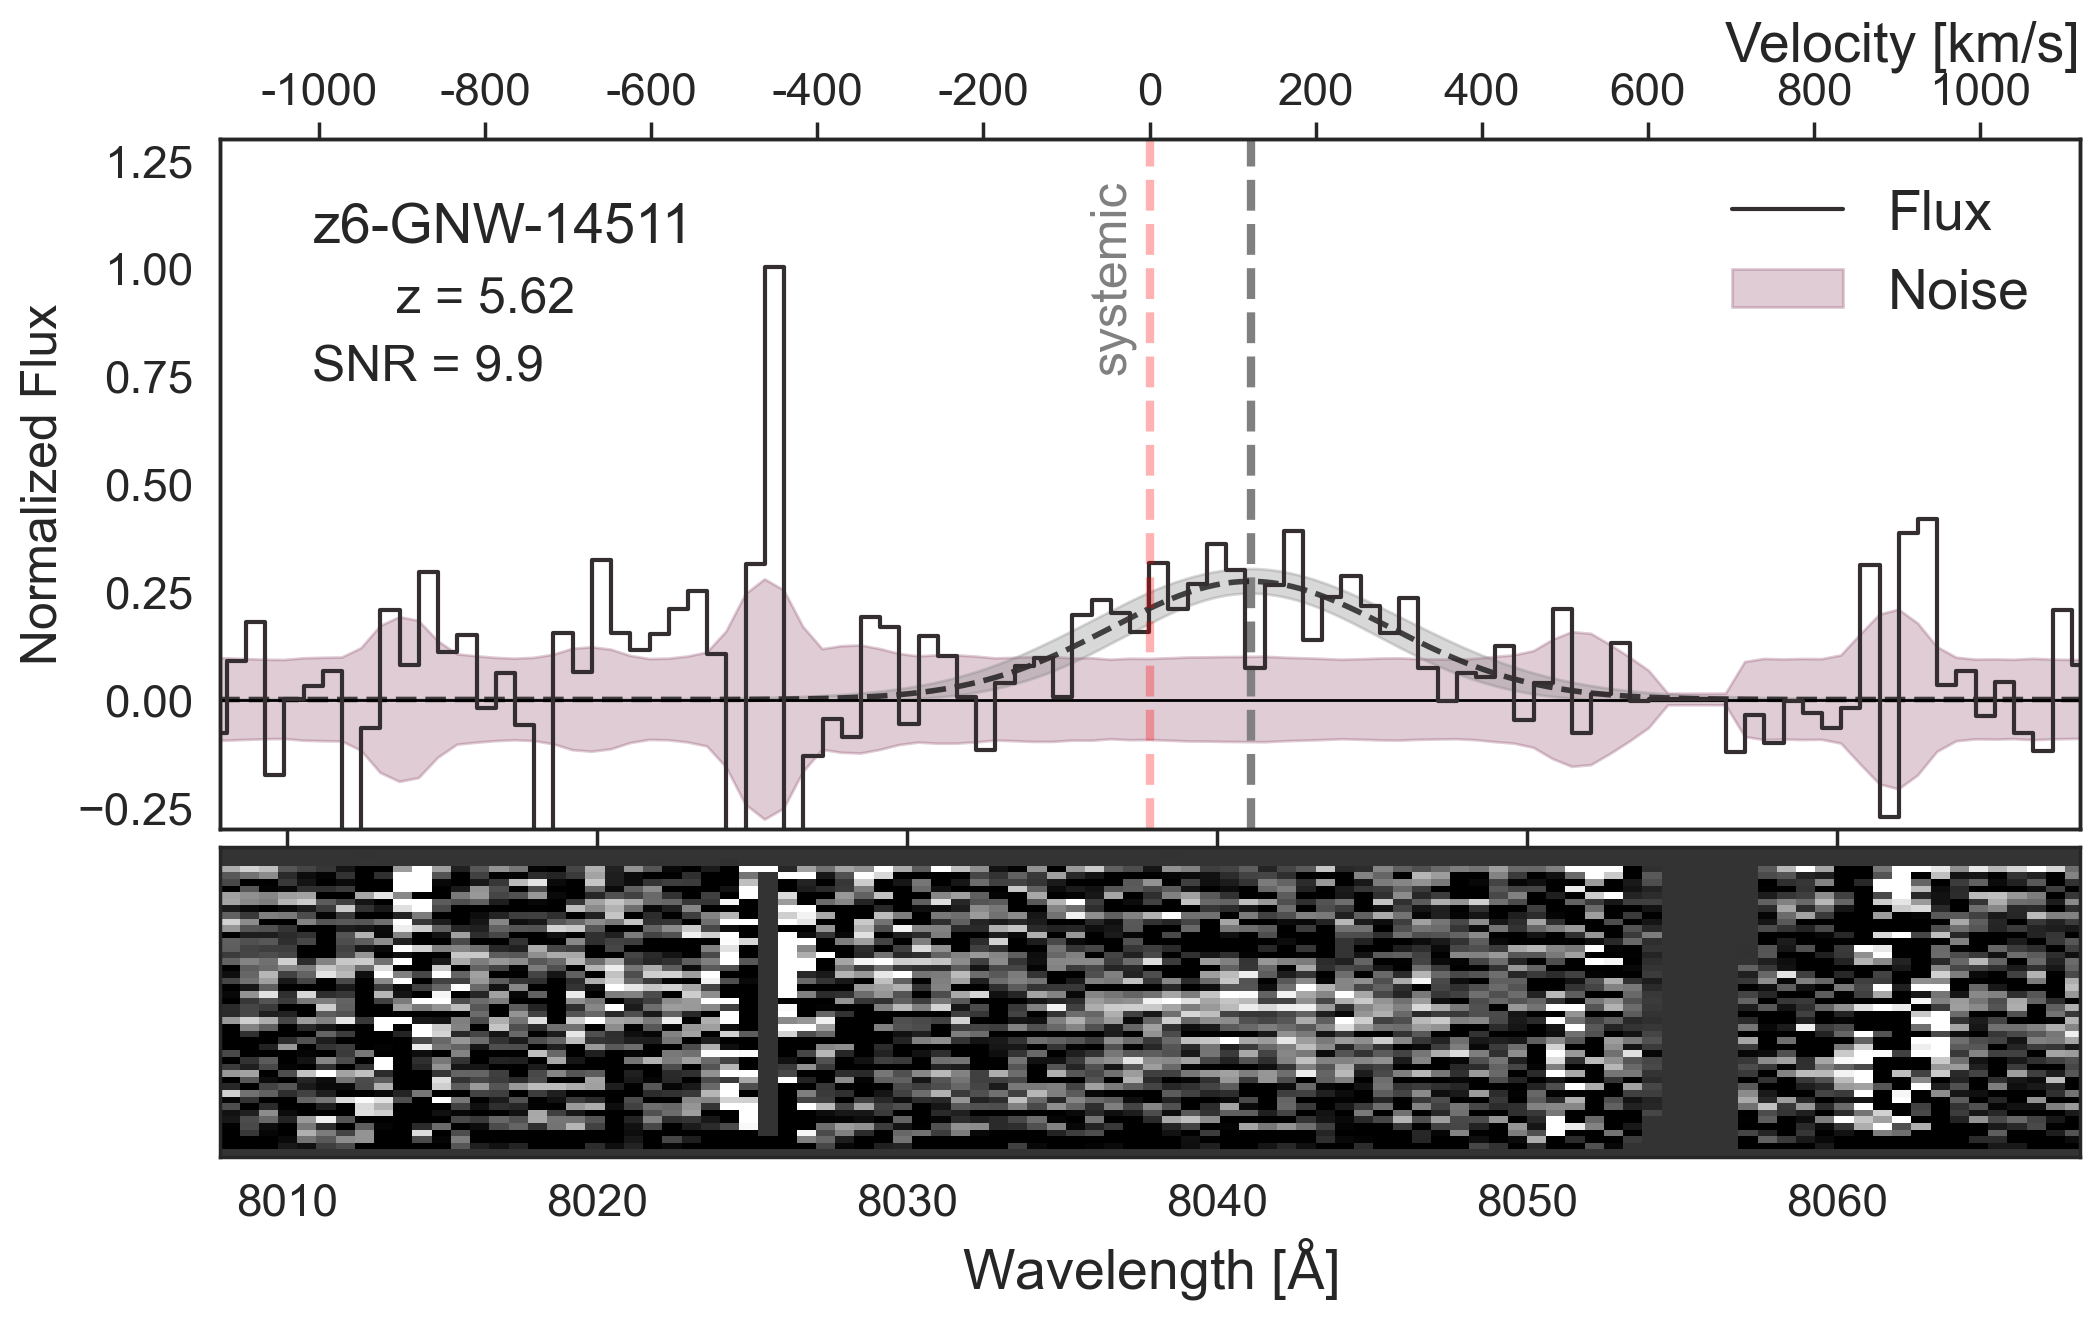 Velocity [km/s]
-1000 -800 -600 -400 -200 0 200 400 600 800 1000
1.25
1.00
0.75
0.50
0.25
0.00
−0.25
Normalized Flux
z6-GNW-14511
z = 5.62
SNR = 9.9
systemic
Flux
Noise
8010 8020 8030 8040 8050 8060
Wavelength [Å]